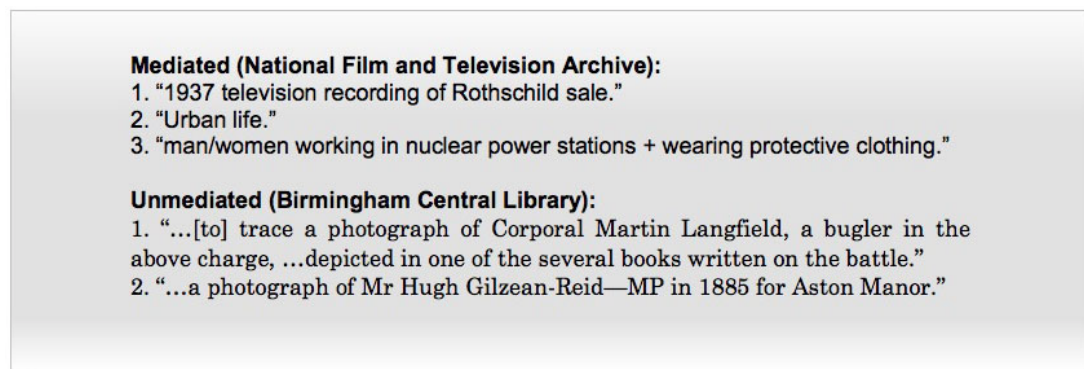 Mediated (National Film and Television Archive):
1. “1937 television recording of Rothschild sale.”
2. “Urban life.”
3. “man/women working in nuclear power stations + wearing protective clothing.”
Unmediated (Birmingham Central Library):
1. “…[to] trace a photograph of Corporal Martin Langfield, a bugler in the
above charge, …depicted in one of the several books written on the battle.”
2. “…a photograph of Mr Hugh Gilzean-Reid—MP in 1885 for Aston Manor.”